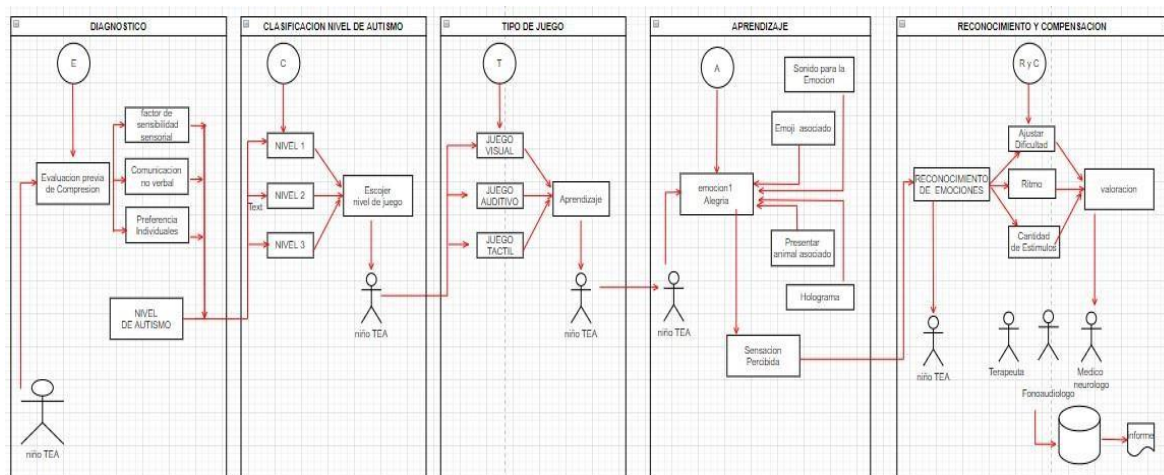 DIAGNOSTICO
E
factor de
sensibilidad
sensorial
Evaluacion previa
de Compresion
Comunicacion
no verbal
Preferencia
Individuales
NIVEL
DE AUTISMO
niño TEA
CLASIFICACION NIVEL DE AUTISMO
C
NIVEL 1
Text
NIVEL 2
NIVEL 3
Escojer
nivel de juego
niño TEA
TIPO DE JUEGO
T
JUEGO
VISUAL
JUEGO
AUDITIVO
JUEGO
TACTIL
Aprendizaje
niño TEA
APRENDIZAJE
A
Sonido para la
Emocion
Emoji asociado
emocion1
Alegria
Presentar
animal asociado
Holograma
niño TEA
Sensacion
Percibida
RECONOCIMIENTO Y COMPENSACION
R y C
Ajustar
Dificultad
RECONOCIMIENTO
DE EMOCIONES
Ritmo
valoracion
Cantidad
de Estimulos
niño TEA
Terapeuta
Medico
neurologo
Fonoaudiologo
Informe